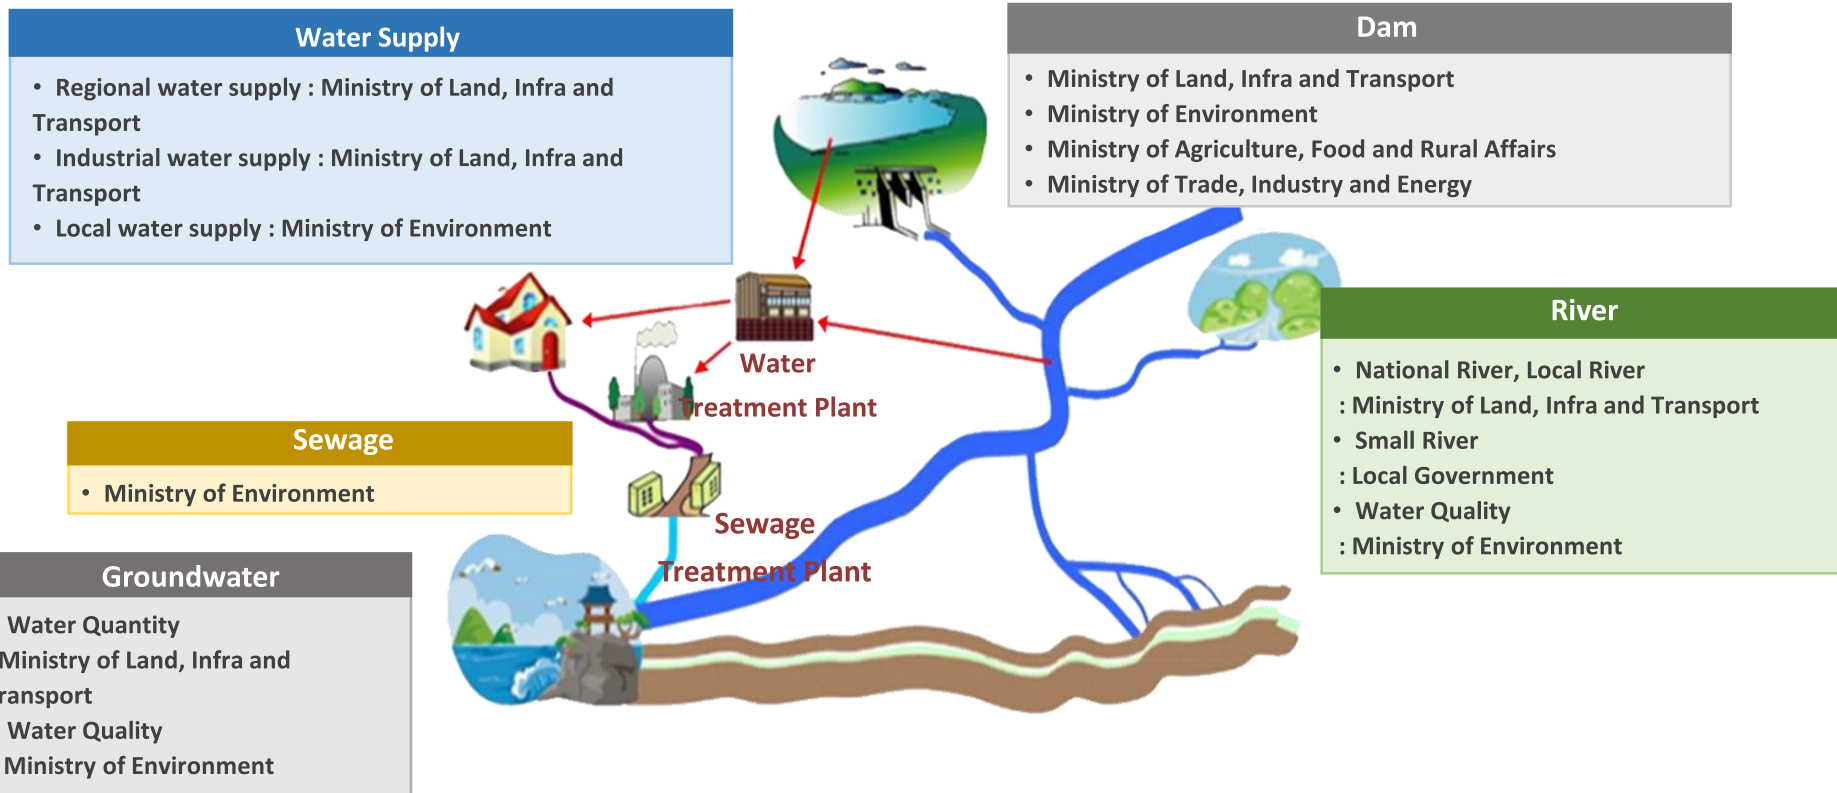 Water Supply
• Regional water supply : Ministry of Land, Infra and
Transport
• Industrial water supply : Ministry of Land, Infra and
Transport
• Local water supply : Ministry of Environment
Dam
• Ministry of Land, Infra and Transport
• Ministry of Environment
• Ministry of Agriculture, Food and Rural Affairs
• Ministry of Trade, Industry and Energy
River
• National River, Local River
: Ministry of Land, Infra and Transport
• Small River
: Local Government
• Water Quality
: Ministry of Environment
Water
Treatment Plant
Sewage
• Ministry of Environment
Sewage
Treatment Plant
Groundwater
Water Quantity
Ministry of Land, Infra and
ransport
Water Quality
Ministry of Environment